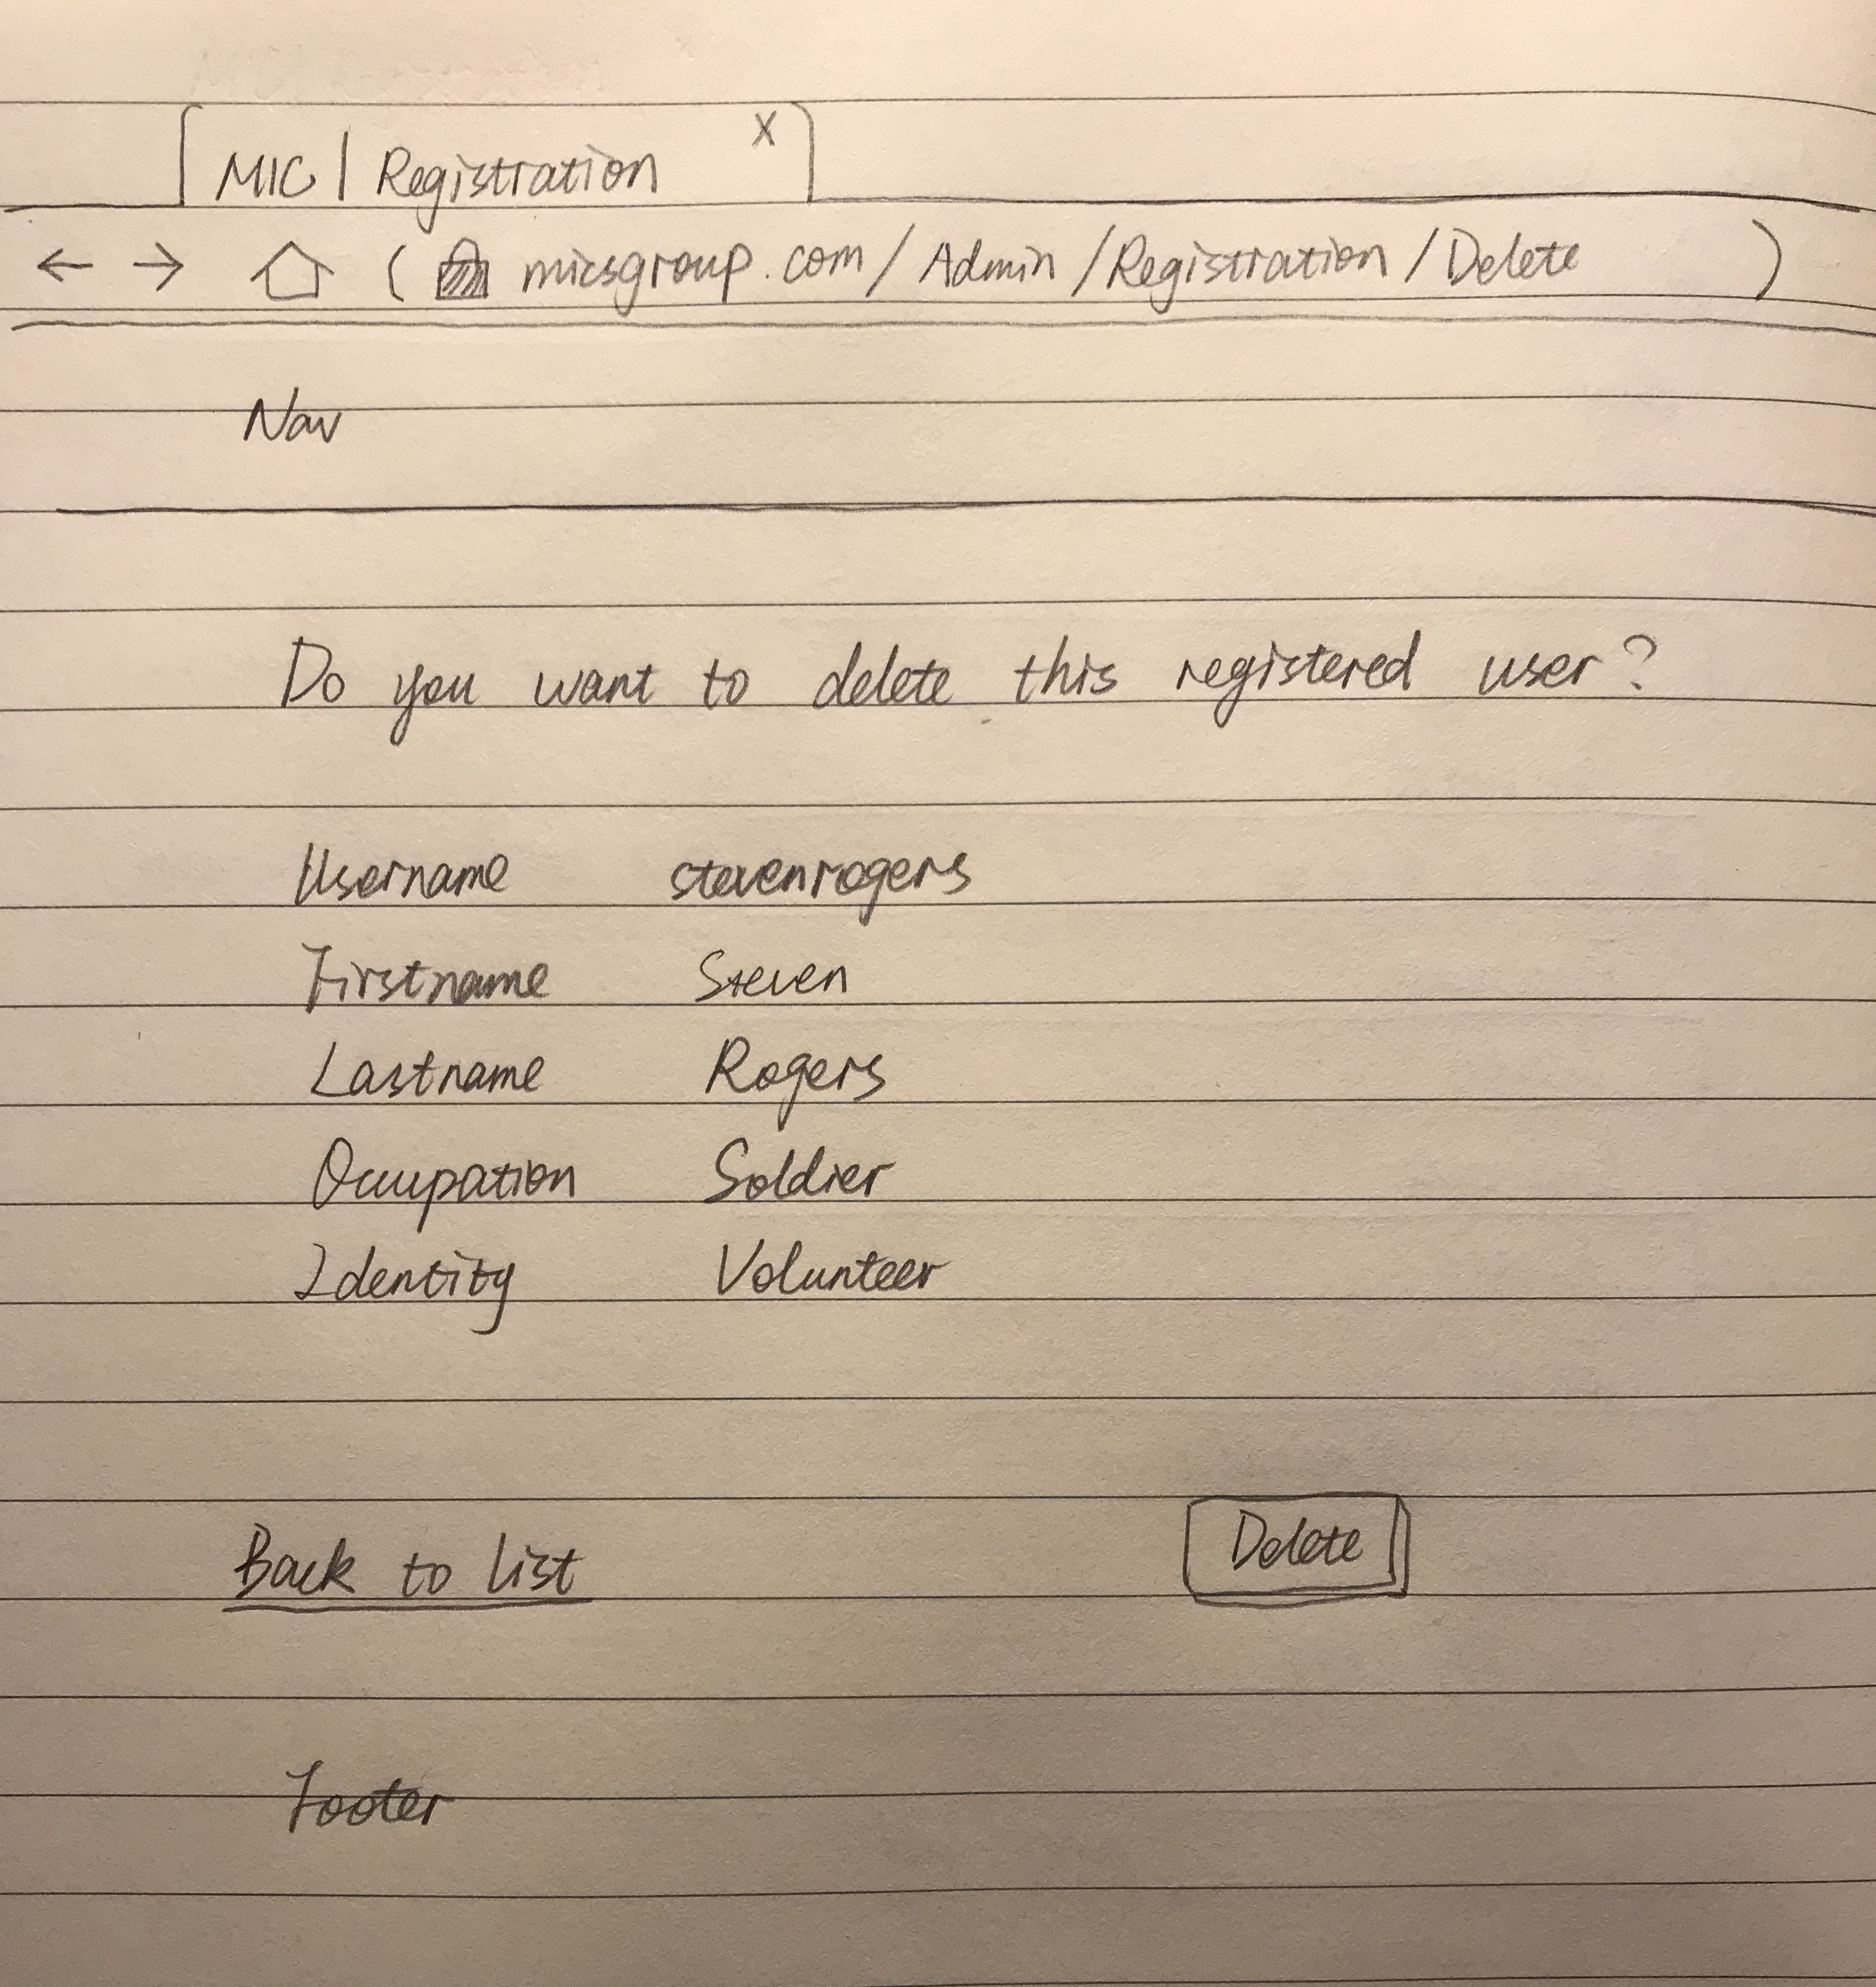 MIC | Registration X
← → micsgroup.com/Admin/Registration/Delete
Nav
Do you want to delete this registered user?
Username stevenrogers
Firstname Steven
Lastname Rogers
Occupation Soldier
Identity Volunteer
Back to list Delete
Footer